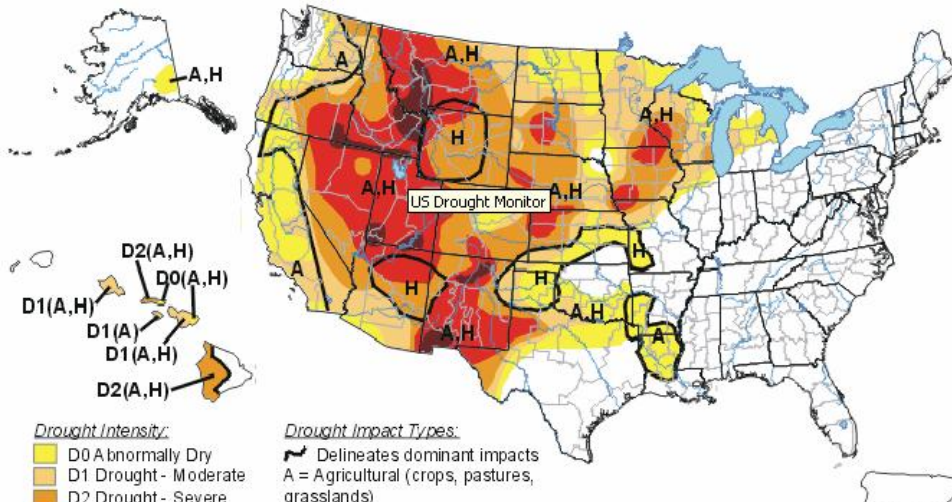 A,H
A
A,H
A,H
H
A,H
US Drought Monitor
A,H
H
A
H
H
A,H
A,H
A
D2(A,H)
D0(A,H)
D1(A,H)
D1(A)
D1(A,H)
D2(A,H)
Drought Intensity:
D0 Abnormally Dry
D1 Drought - Moderate
D2 Drought - Severe
Drought Impact Types:
Delineates dominant impacts
A = Agricultural (crops, pastures,
grasslands)